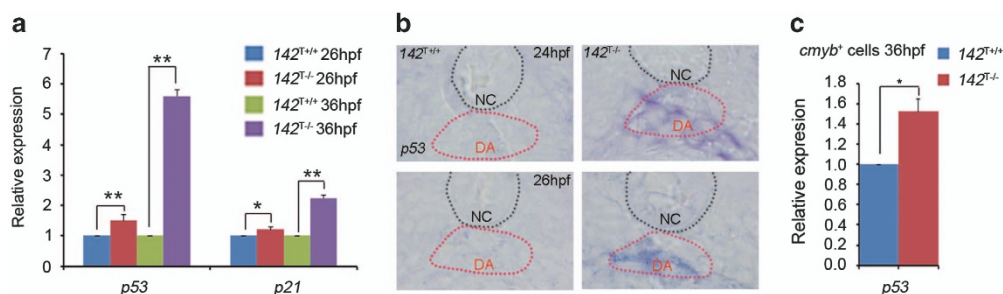 a
Relative expression
7
6
5
4
3
2
1
0
**
**
*
**
142T+/+ 26hpf
142T-/- 26hpf
142T+/+ 36hpf
142T-/- 36hpf
p53
p21
b
142T+/+
24hpf
NC
DA
p53
142T-/-
NC
DA
26hpf
NC
DA
NC
DA
c
cmyb+ cells 36hpf
142T+/+
142T-/-
Relative expresion
1.8
1.6
1.4
1.2
1.0
0.8
0.6
0.4
0.2
0.0
*
p53